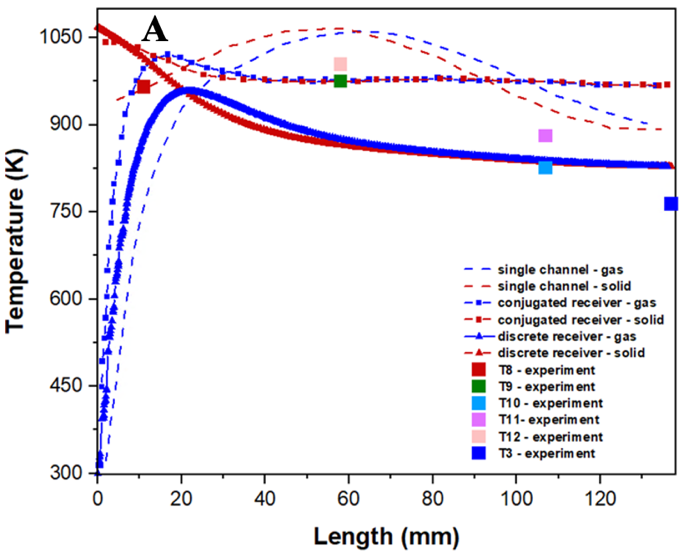 A
1050
900
750
600
450
300
0
20
40
60
80
100
120
Temperature (K)
Length (mm)
single channel - gas
single channel - solid
conjugated receiver - gas
conjugated receiver - solid
discrete receiver - gas
discrete receiver - solid
T8 - experiment
T9 - experiment
T10 - experiment
T11- experiment
T12 - experiment
T3 - experiment